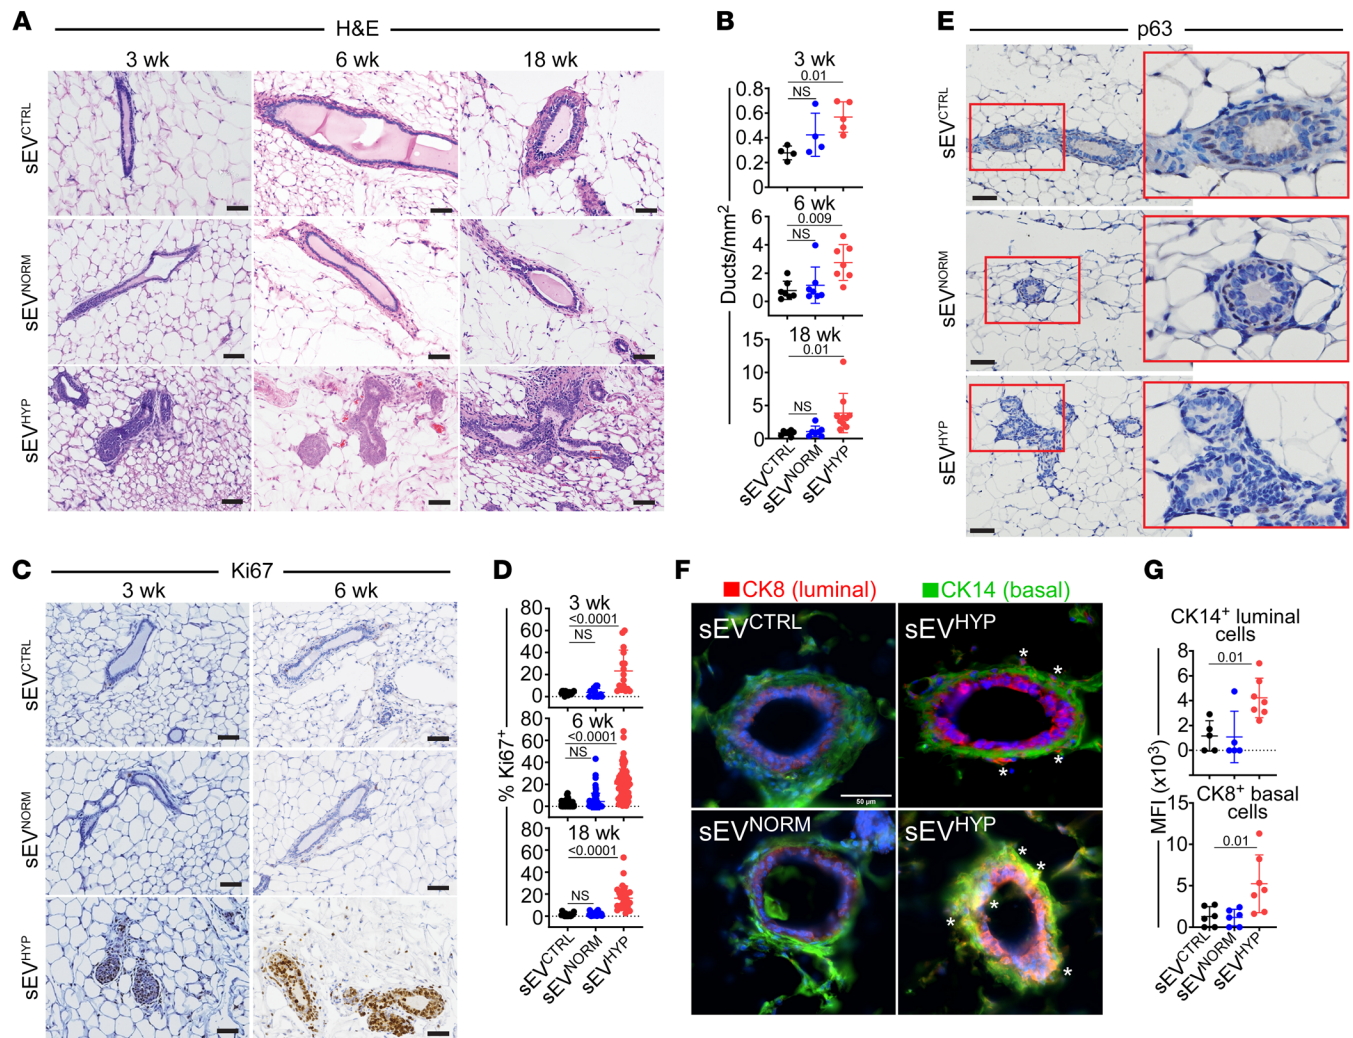 A
H&E
3 wk
6 wk
18 wk
sEVCTRL
sEVNORM
sEVHYP
B
3 wk
0.01
NS
0.8
0.6
0.4
0.2
0
6 wk
0.009
NS
6
4
2
0
18 wk
0.01
NS
15
10
5
0
Ducts/mm2
sEVCTRL
sEVNORM
sEVHYP
E
p63
sEVCTRL
sEVNORM
sEVHYP
C
Ki67
3 wk
6 wk
sEVCTRL
sEVNORM
sEVHYP
D
3 wk
<0.0001
NS
80
60
40
20
0
6 wk
<0.0001
NS
80
60
40
20
0
18 wk
<0.0001
NS
80
60
40
20
0
% Ki67+
sEVCTRL
sEVNORM
sEVHYP
F
CK8 (luminal)
CK14 (basal)
sEVCTRL
sEVHYP
50 μm
sEVNORM
sEVHYP
G
CK14+ luminal
cells
0.01
8
6
4
2
0
CK8+ basal
cells
0.01
15
10
5
0
MFI (x103)
sEVCTRL
sEVNORM
sEVHYP